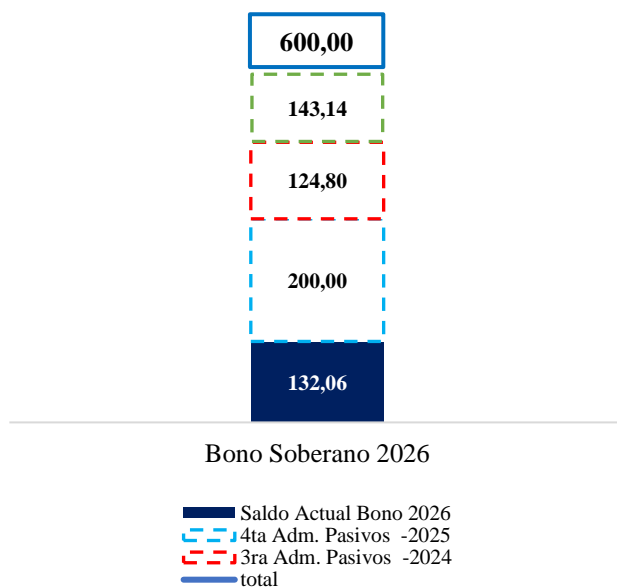 600,00
143,14
124,80
200,00
132,06
Bono Soberano 2026
Saldo Actual Bono 2026
4ta Adm. Pasivos -2025
3ra Adm. Pasivos -2024
total